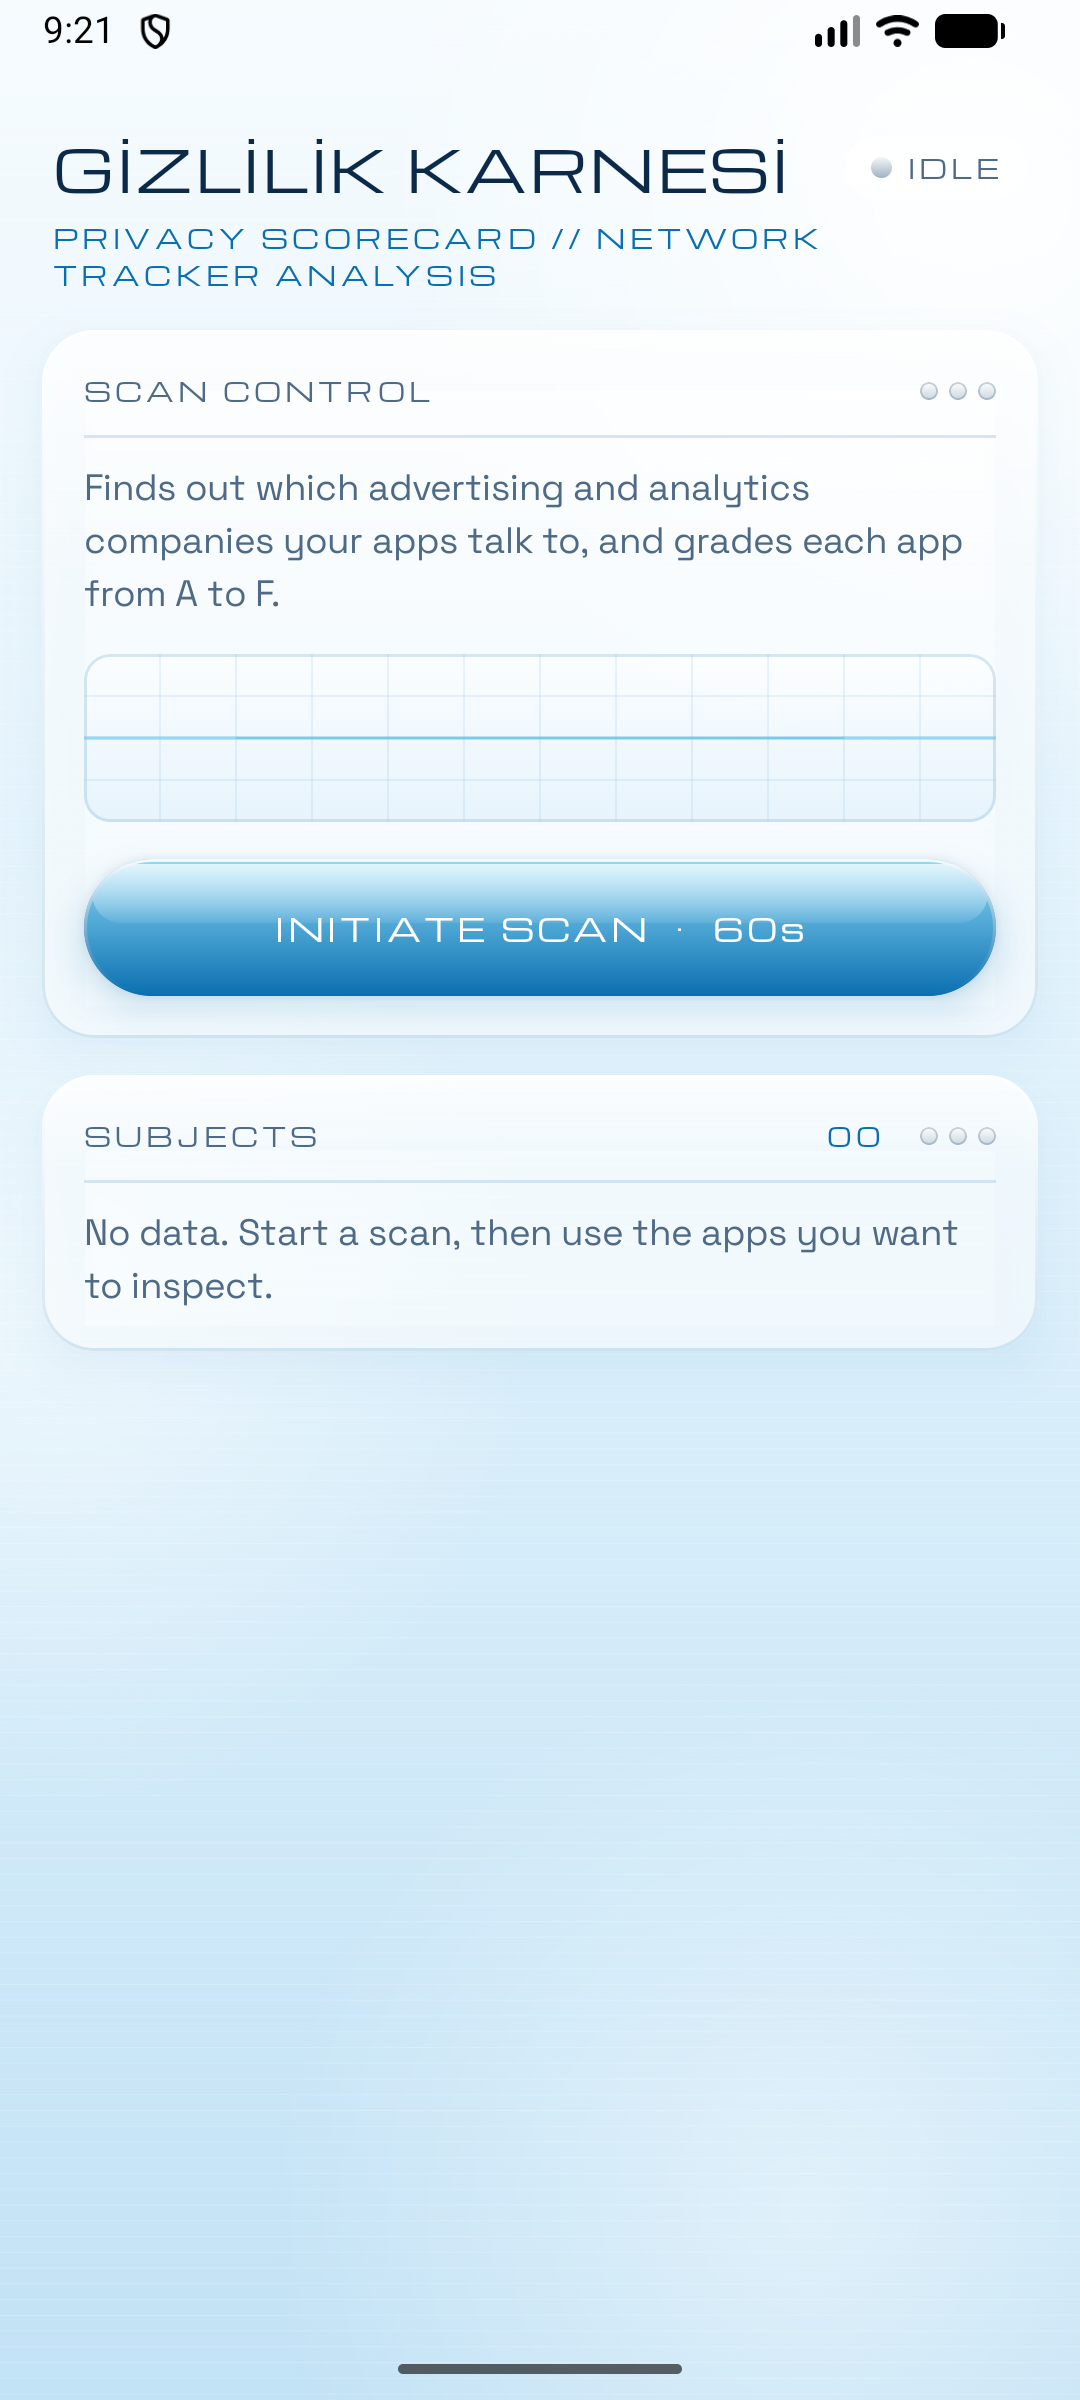 9:21
GİZLİLİK KARNESİ
IDLE
PRIVACY SCORECARD // NETWORK
TRACKER ANALYSIS
SCAN CONTROL
Finds out which advertising and analytics
companies your apps talk to, and grades each app
from A to F.
INITIATE SCAN · 60s
SUBJECTS 00
No data. Start a scan, then use the apps you want
to inspect.